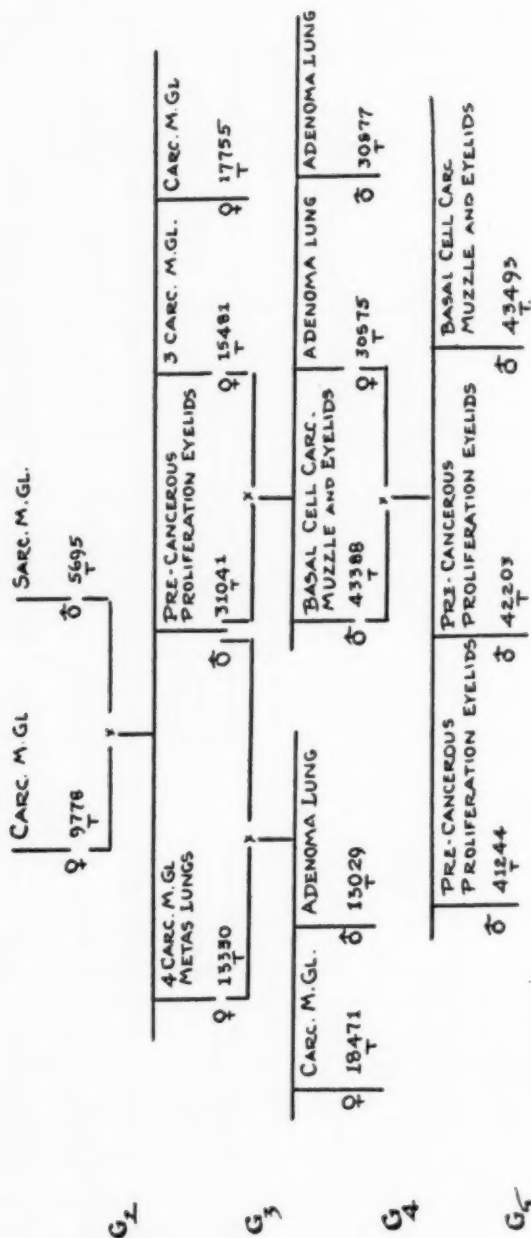 CARC. M. GL
♀ 9778
T
SARC. M. GL.
♂ 5695
T
x
G2
4 CARC. M. GL
METAS LUNGS
♀ 13330
T
PRE-CANCEROUS
PROLIFERATION EYELIDS
♂ 31041
T
3 CARC. M. GL.
♀ 15481
T
CARC. M. GL
♀ 17755
T
x
x
G3
CARC. M. GL.
♀ 18471
T
ADENOMA LUNG
♂ 13029
T
BASAL CELL CARC.
MUZZLE AND EYELIDS
♂ 43388
T
ADENOMA LUNG
♀ 30575
T
ADENOMA LUNG
♂ 30877
T
x
G4
PRE-CANCEROUS
PROLIFERATION EYELIDS
♂ 41244
T
PRE-CANCEROUS
PROLIFERATION EYELIDS
♂ 42203
T
BASAL CELL CARC
MUZZLE AND EYELIDS
♂ 43493
T.
G5